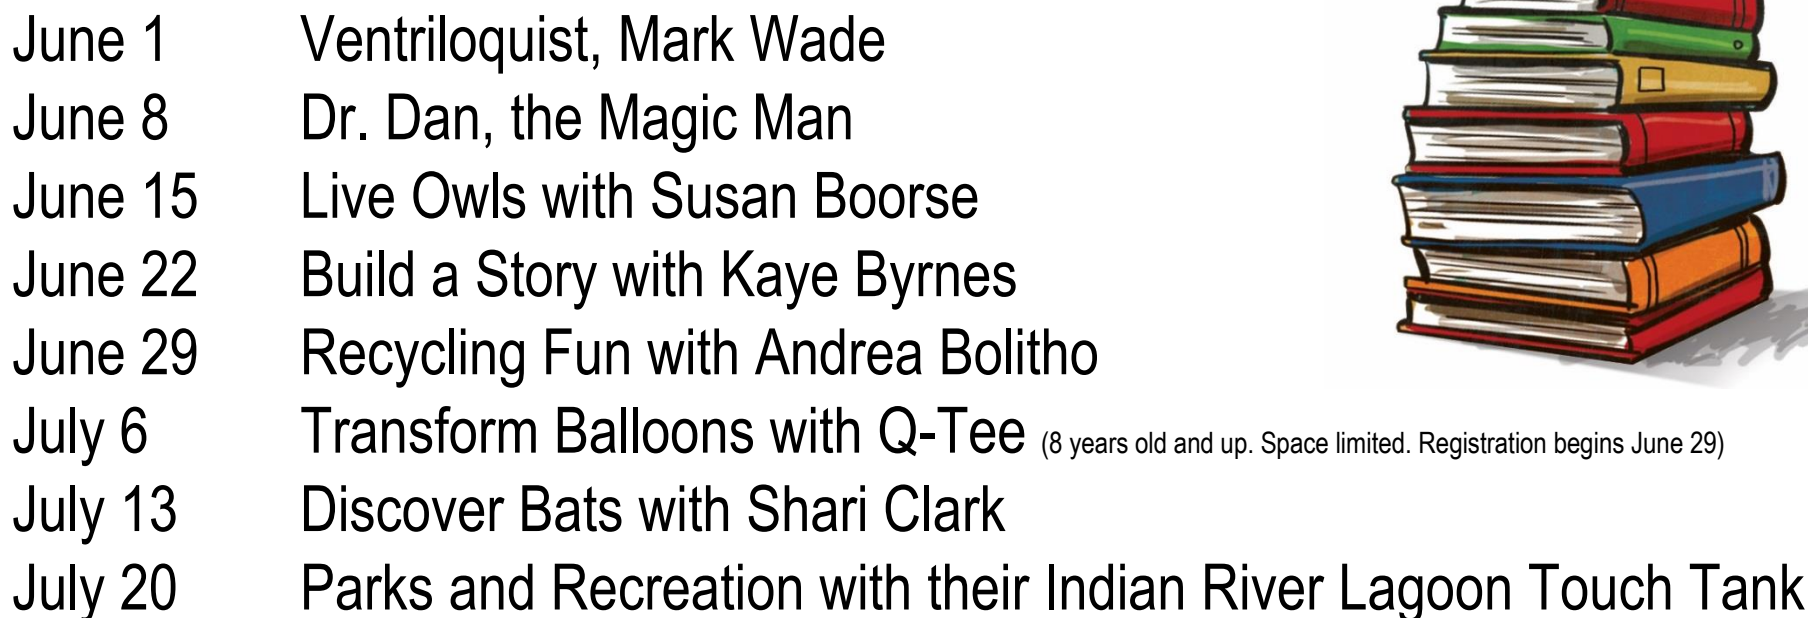 June 1 Ventriloquist, Mark Wade
June 8 Dr. Dan, the Magic Man
June 15 Live Owls with Susan Boorse
June 22 Build a Story with Kaye Byrnes
June 29 Recycling Fun with Andrea Bolitho
July 6 Transform Balloons with Q-Tee (8 years old and up. Space limited. Registration begins June 29)
July 13 Discover Bats with Shari Clark
July 20 Parks and Recreation with their Indian River Lagoon Touch Tank